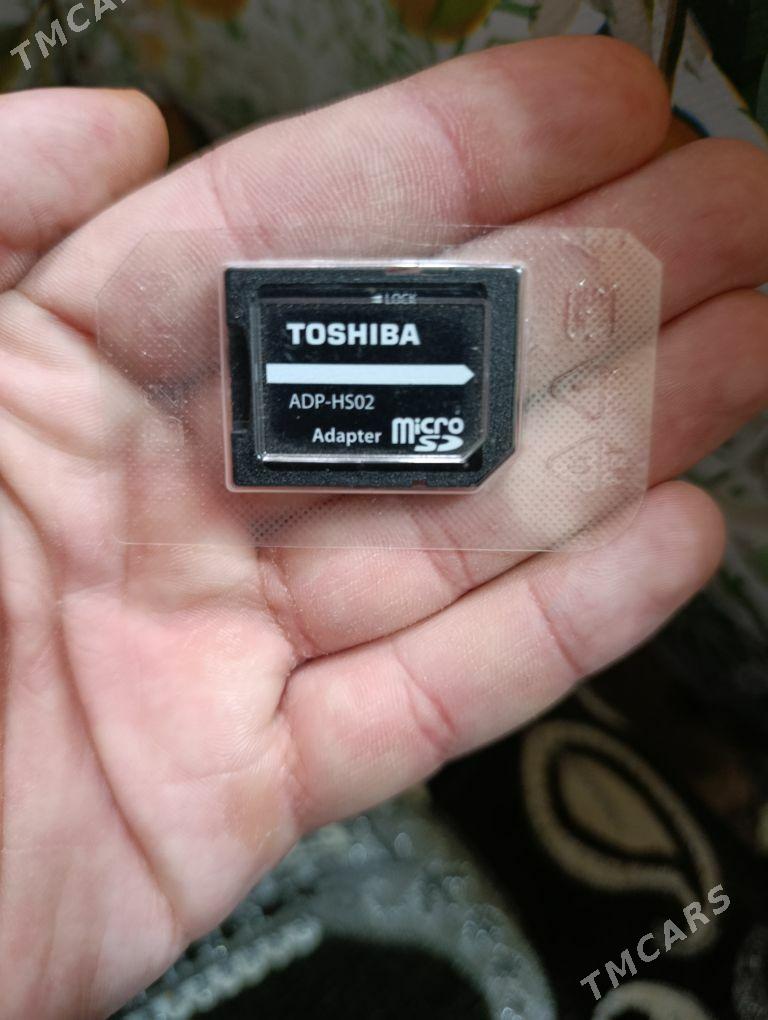 TMCARS
LOCK
TOSHIBA
ADP-HS02
Adapter micro SD
TMCARS